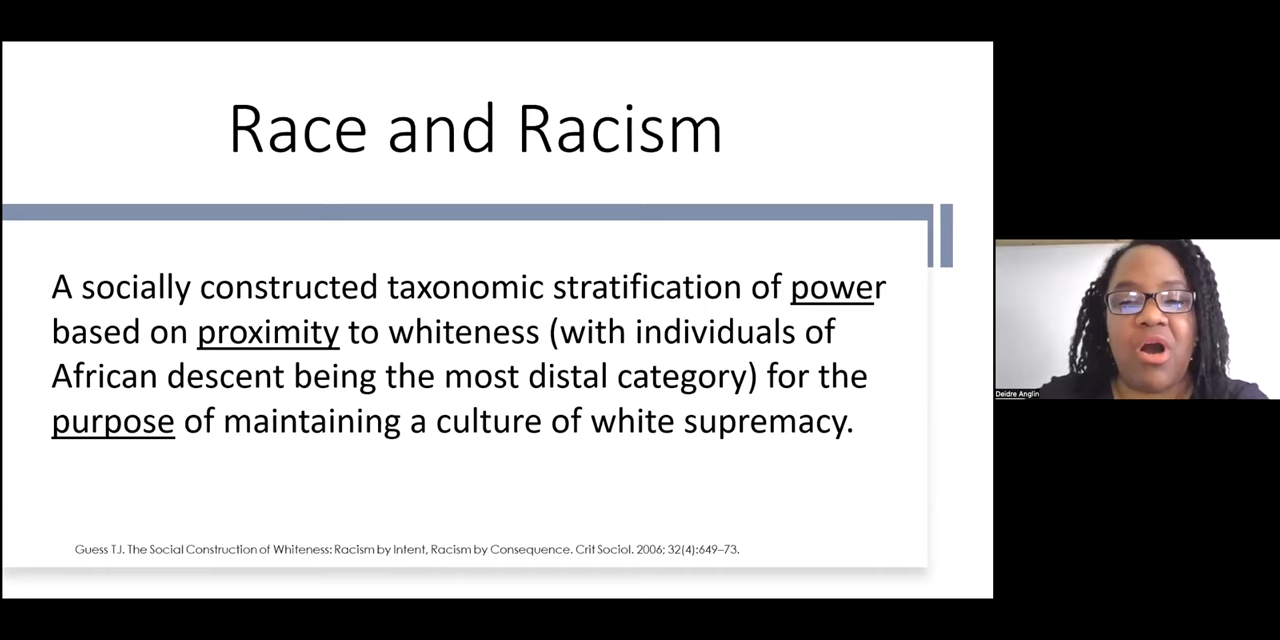 Race and Racism
A socially constructed taxonomic stratification of power
based on proximity to whiteness (with individuals of
African descent being the most distal category) for the
purpose of maintaining a culture of white supremacy.
Guess TJ. The Social Construction of Whiteness: Racism by Intent, Racism by Consequence. Crit Sociol. 2006; 32(4):649–73.
Deidre Anglin